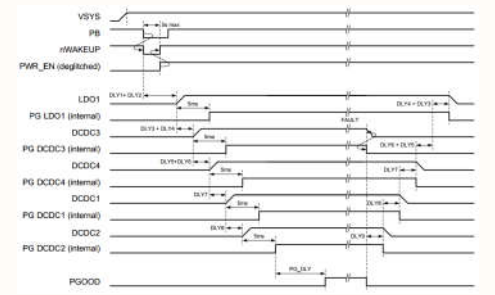 VSYS
5s max
PB
nWAKEUP
PWR_EN (deglitched)
DLY1+ DLY2
LDO1
DLY4 + DLY3
5ms
PG LDO1 (internal)
FAULT
DLY3 + DLY4
DCDC3
5ms
PG DCDC3 (internal)
DLY6 + DLY5
DLY5+DLY6
DCDC4
DLY7
5ms
PG DCDC4 (internal)
DLY7
DCDC1
DLY8
5ms
PG DCDC1 (internal)
DLY8
DCDC2
DLY9
5ms
PG DCDC2 (internal)
PG_DLY
PGOOD